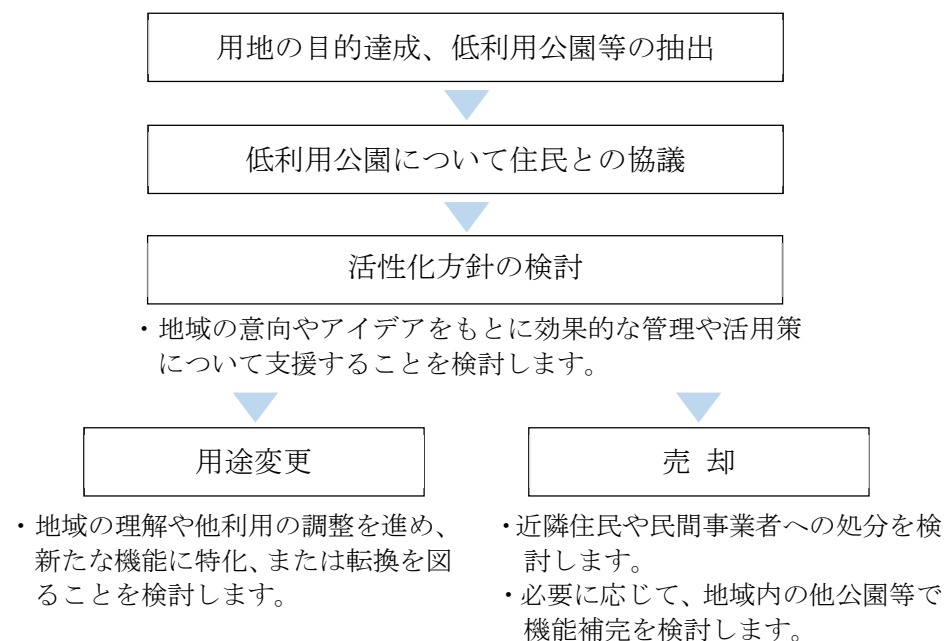 用地の目的達成、低利用公園等の抽出
低利用公園について住民との協議
活性化方針の検討
・地域の意向やアイデアをもとに効果的な管理や活用策
について支援することを検討します。
用途変更
・地域の理解や他利用の調整を進め、
新たな機能に特化、または転換を図
ることを検討します。
売 却
・近隣住民や民間事業者への処分を検
討します。
・必要に応じて、地域内の他公園等で
機能補完を検討します。